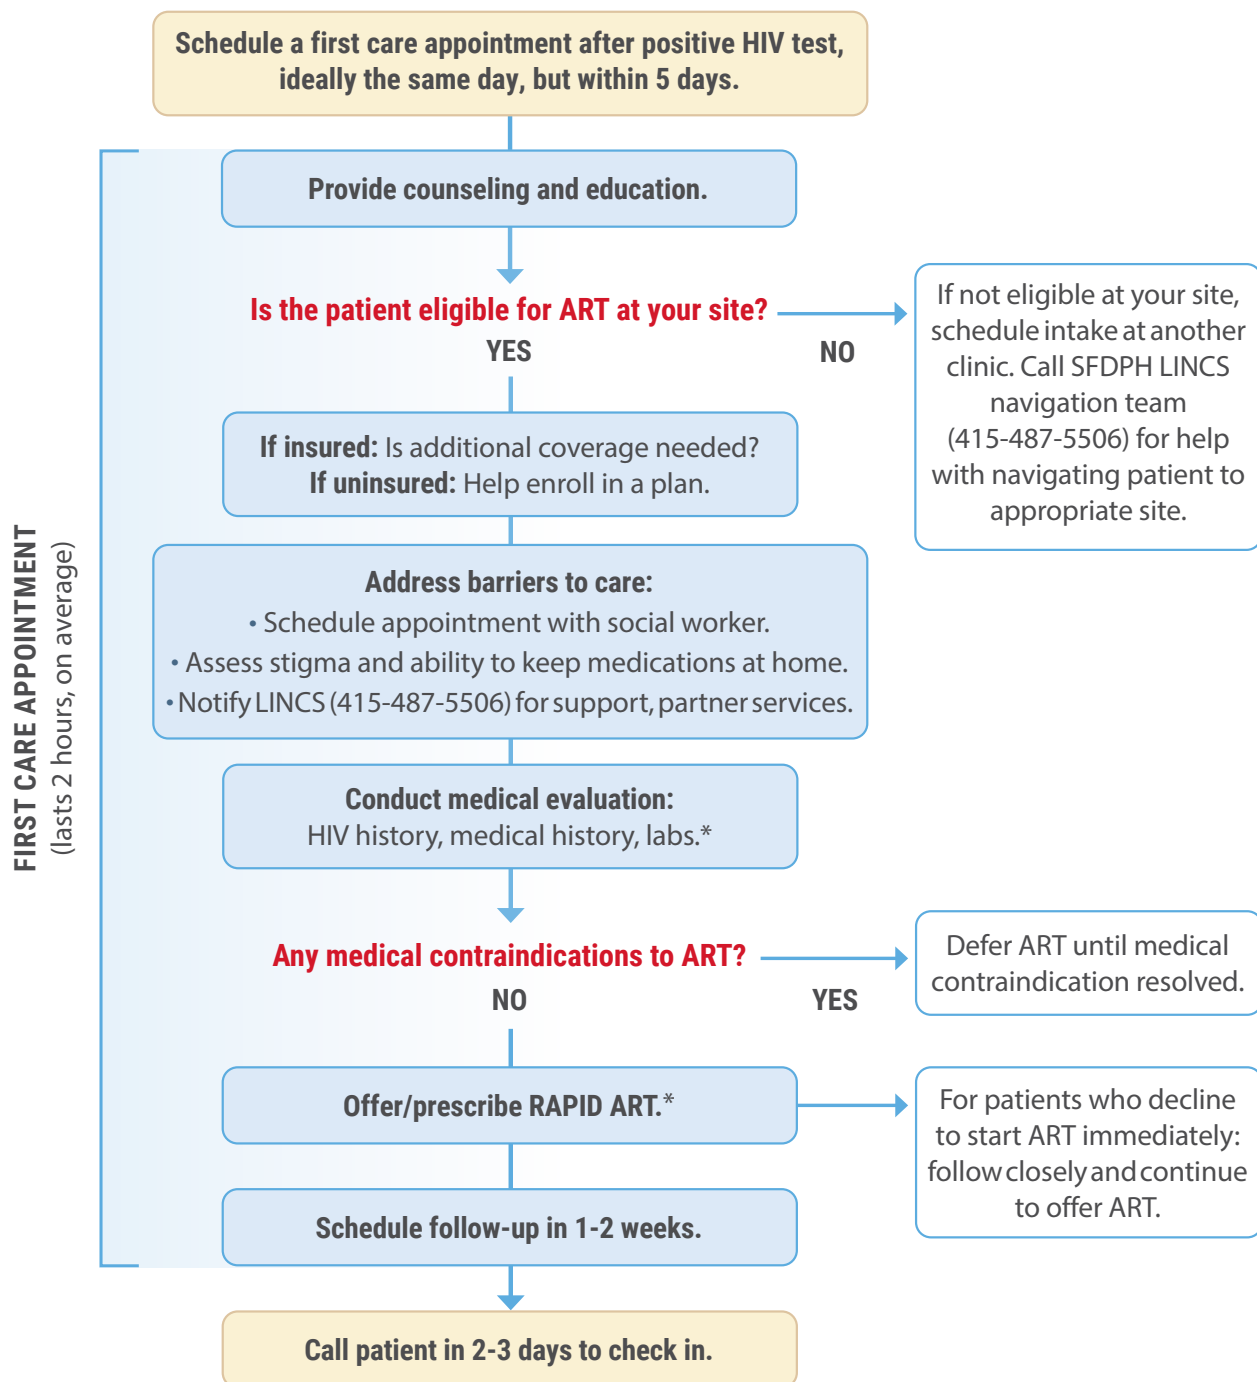 Schedule a first care appointment after positive HIV test,
ideally the same day, but within 5 days.
FIRST CARE APPOINTMENT
(lasts 2 hours, on average)
Provide counseling and education.
Is the patient eligible for ART at your site?
YES
NO
If not eligible at your site,
schedule intake at another
clinic. Call SFDPH LINCS
navigation team
(415-487-5506) for help
with navigating patient to
appropriate site.
If insured: Is additional coverage needed?
If uninsured: Help enroll in a plan.
Address barriers to care:
• Schedule appointment with social worker.
• Assess stigma and ability to keep medications at home.
• Notify LINCS (415-487-5506) for support, partner services.
Conduct medical evaluation:
HIV history, medical history, labs.*
Any medical contraindications to ART?
NO
YES
Defer ART until medical
contraindication resolved.
Offer/prescribe RAPID ART.*
For patients who decline
to start ART immediately:
follow closely and continue
to offer ART.
Schedule follow-up in 1-2 weeks.
Call patient in 2-3 days to check in.